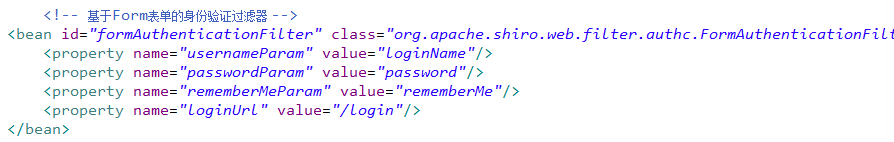 <!-- 基于Form表单的身份验证过滤器 -->
<bean id="formAuthenticationFilter" class="org.apache.shiro.web.filter.authc.FormAuthenticationFilt
<property name="usernameParam" value="loginName"/>
<property name="passwordParam" value="password"/>
<property name="rememberMeParam" value="rememberMe"/>
<property name="loginUrl" value="/login"/>
</bean>